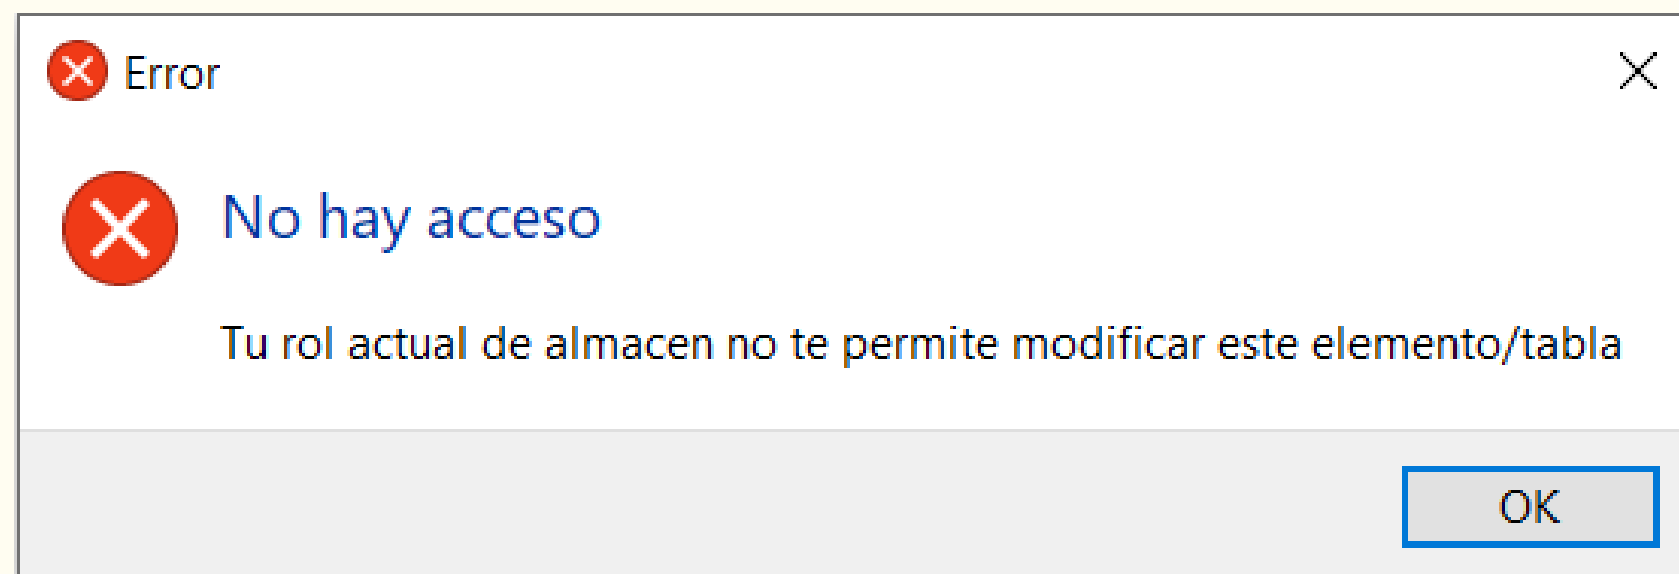 Error
No hay acceso
Tu rol actual de almacen no te permite modificar este elemento/tabla
OK